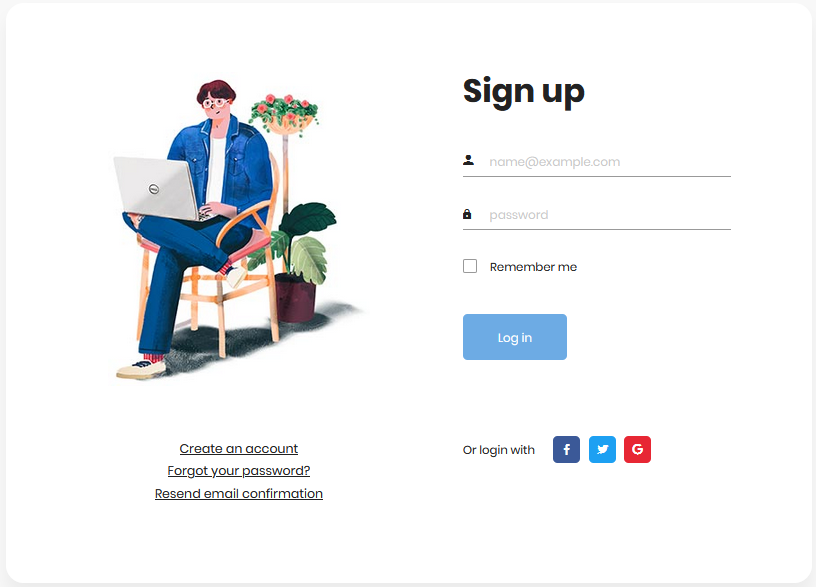 Sign up
name@example.com
password
Remember me
Log in
Create an account
Forgot your password?
Resend email confirmation
Or login with